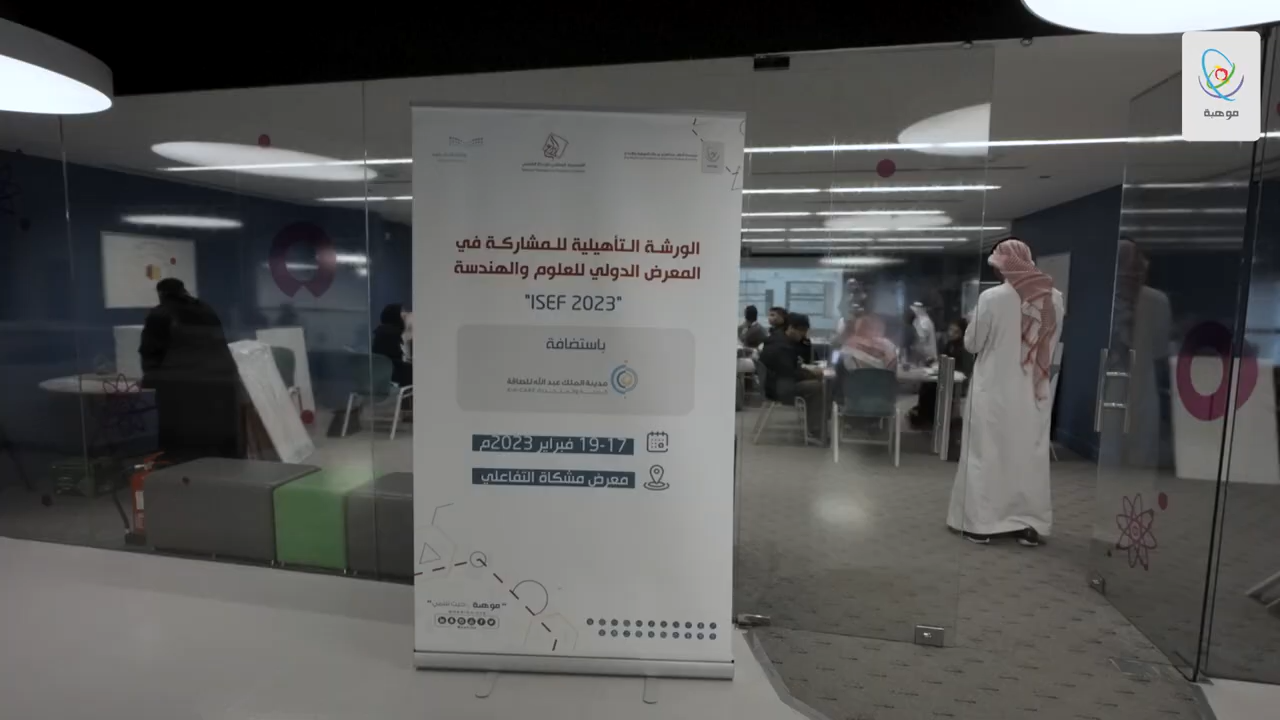 موهبة
الورشة التأهيلية للمشاركة في
المعرض الدولي للعلوم والهندسة
"ISEF 2023"
باستضافة
مدينة الملك عبدالله للطاقة
17-19 فبراير 2023م
معرض مشكاة التفاعلي
موهبة